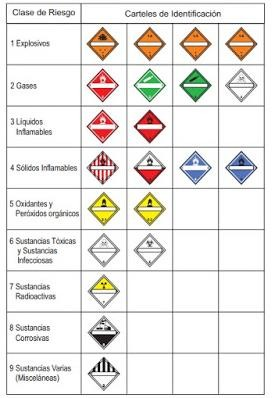 Clase de Riesgo
Carteles de Identificación
1 Explosivos
2 Gases
3 Líquidos
Inflamables
4 Sólidos Inflamables
5 Oxidantes y
Peróxidos orgánicos
6 Sustancias Tóxicas
y Sustancias
Infecciosas
7 Sustancias
Radioactivas
8 Sustancias
Corrosivas
9 Sustancias Varias
(Misceláneas)